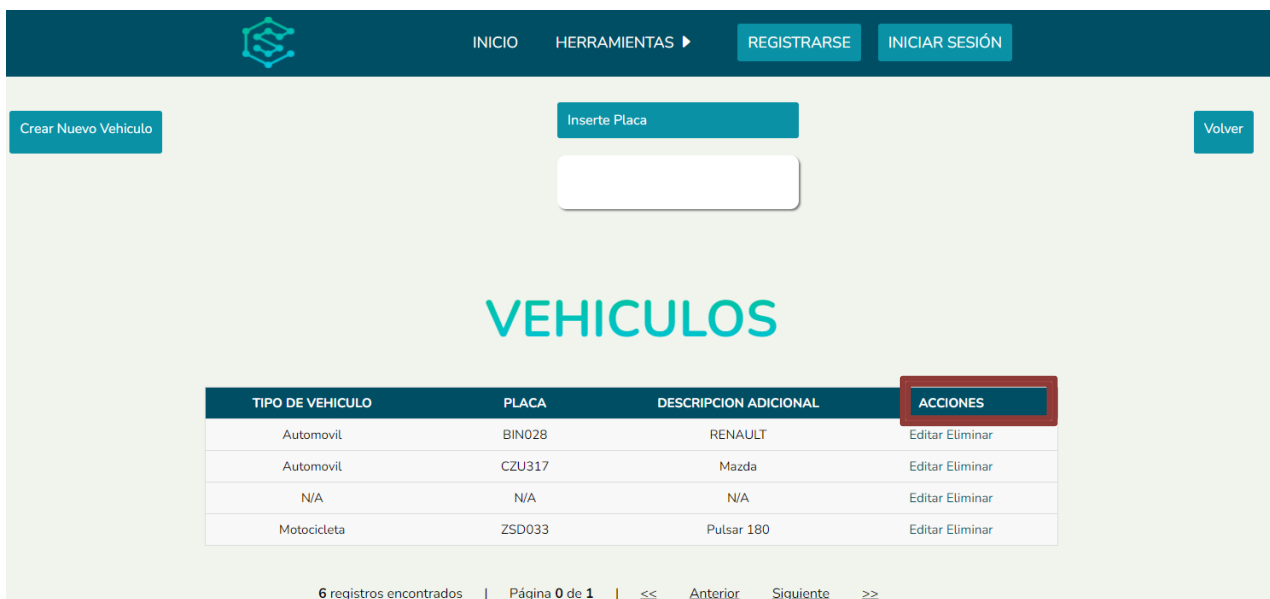 INICIO HERRAMIENTAS REGISTRARSE INICIAR SESIÓN
Crear Nuevo Vehiculo Inserte Placa Volver
VEHICULOS
TIPO DE VEHICULO PLACA DESCRIPCION ADICIONAL ACCIONES
Automovil BIN028 RENAULT Editar Eliminar
Automovil CZU317 Mazda Editar Eliminar
N/A N/A N/A Editar Eliminar
Motocicleta ZSD033 Pulsar 180 Editar Eliminar
6 registros encontrados | Página 0 de 1 | << Anterior Siguiente >>